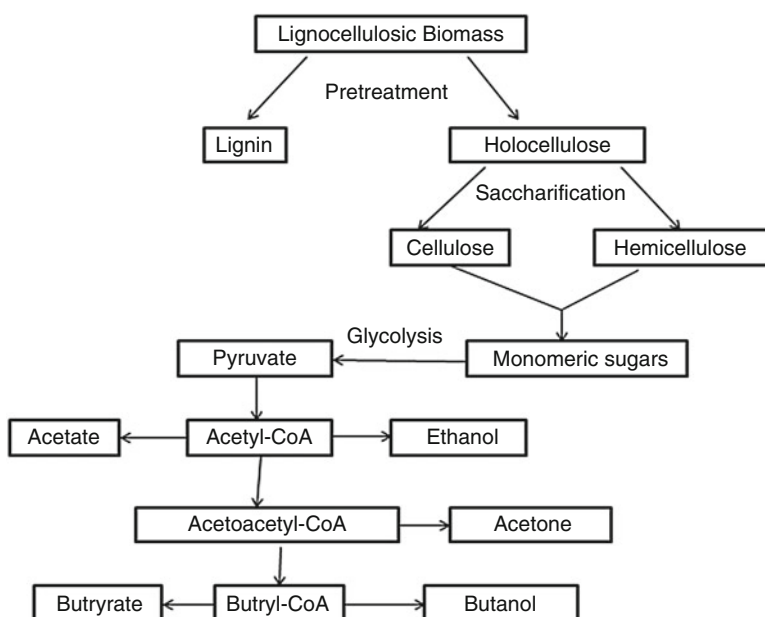 Lignocellulosic Biomass
Pretreatment
Lignin
Holocellulose
Saccharification
Cellulose
Hemicellulose
Glycolysis
Pyruvate
Monomeric sugars
Acetate
Acetyl-CoA
Ethanol
Acetoacetyl-CoA
Acetone
Butryrate
Butryl-CoA
Butanol